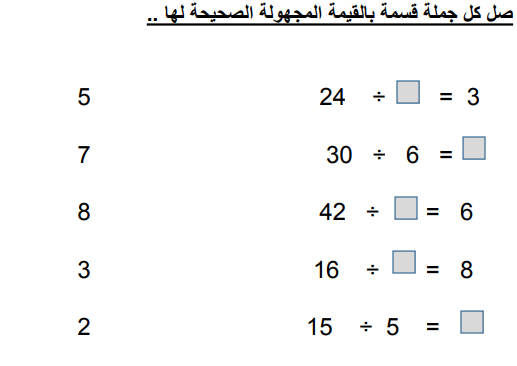 صل كل جملة قسمة بالقيمة المجهولة الصحيحة لها ..
5 24 ÷ □ = 3
7 30 ÷ 6 = □
8 42 ÷ □ = 6
3 16 ÷ □ = 8
2 15 ÷ 5 = □